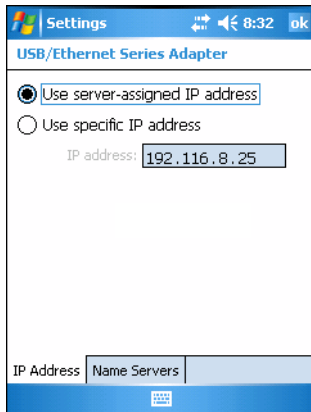 Settings 8:32 ok
USB/Ethernet Series Adapter
Use server-assigned IP address
Use specific IP address
IP address: 192.116.8.25
IP Address Name Servers